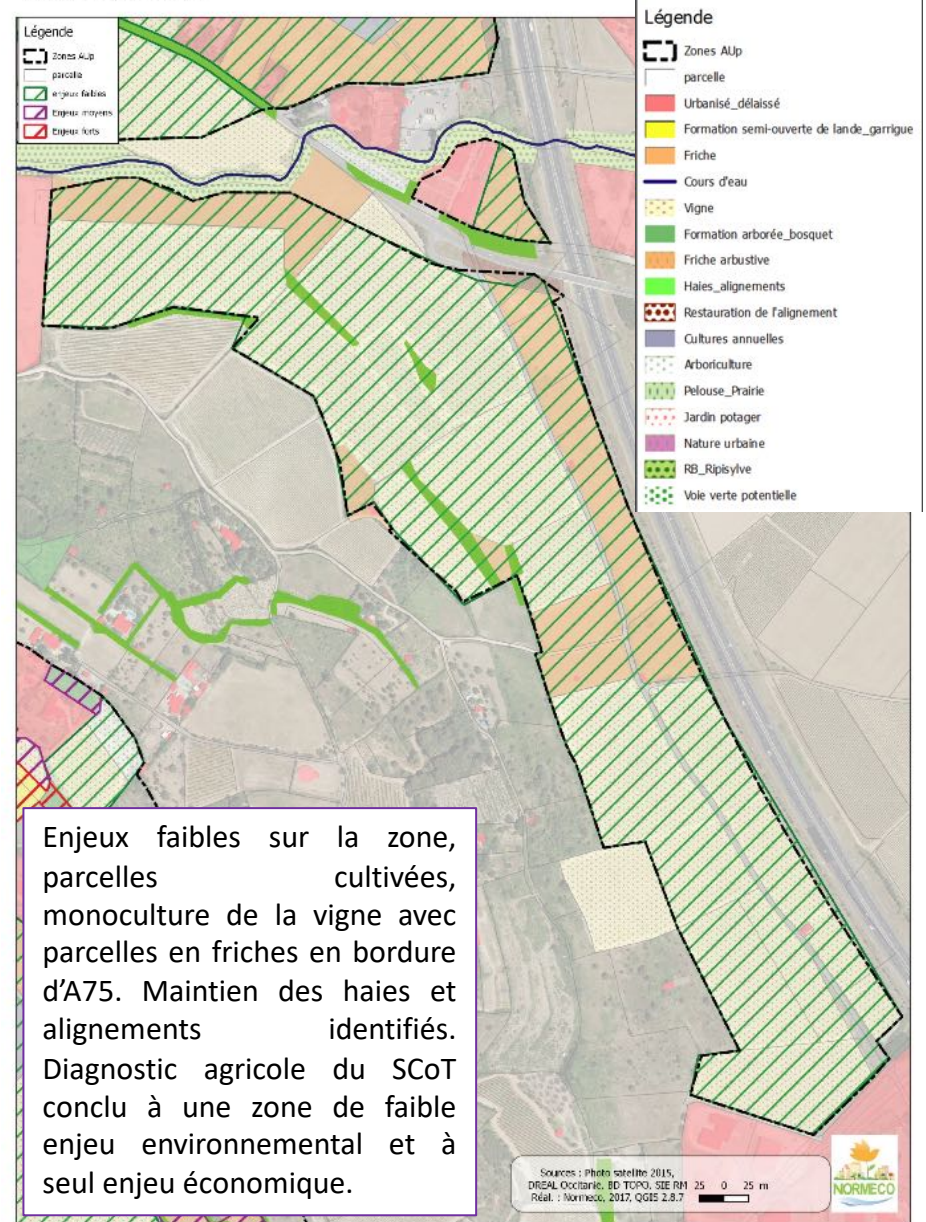 Légende
Zones AUp
parcelle
enjeux faibles
Enjeux moyens
Enjeux forts
Légende
Zones AUp
parcelle
Urbanisé_délaissé
Formation semi-ouverte de lande_garrigue
Friche
Cours d'eau
Vigne
Formation arborée_bosquet
Friche arbustive
Haies_alignements
Restauration de l'alignement
Cultures annuelles
Arboriculture
Pelouse_Prairie
Jardin potager
Nature urbaine
RB_Ripisylve
Voie verte potentielle
Enjeux faibles sur la zone,
parcelles cultivées,
monoculture de la vigne avec
parcelles en friches en bordure
d'A75. Maintien des haies et
alignements identifiés.
Diagnostic agricole du SCoT
conclu à une zone de faible
enjeu environnemental et à
seul enjeu économique.
Sources : Photo satellite 2015,
DREAL Occitanie, BD TOPO, SIE RM
Réal. : Normeco, 2017, QGIS 2.8.7
25 0 25 m
NORMECO